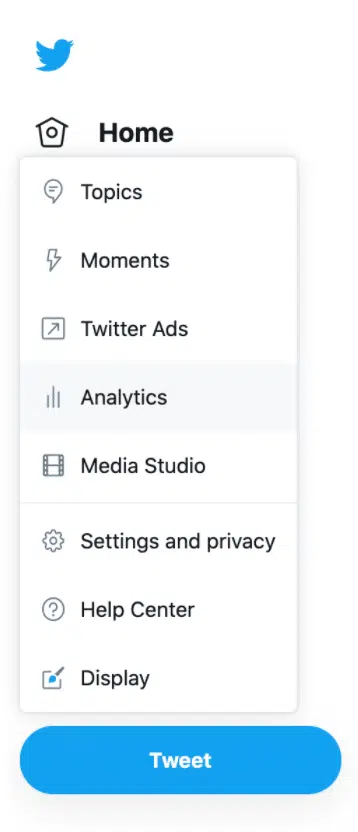 Home
Topics
Moments
Twitter Ads
Analytics
Media Studio
Settings and privacy
Help Center
Display
Tweet